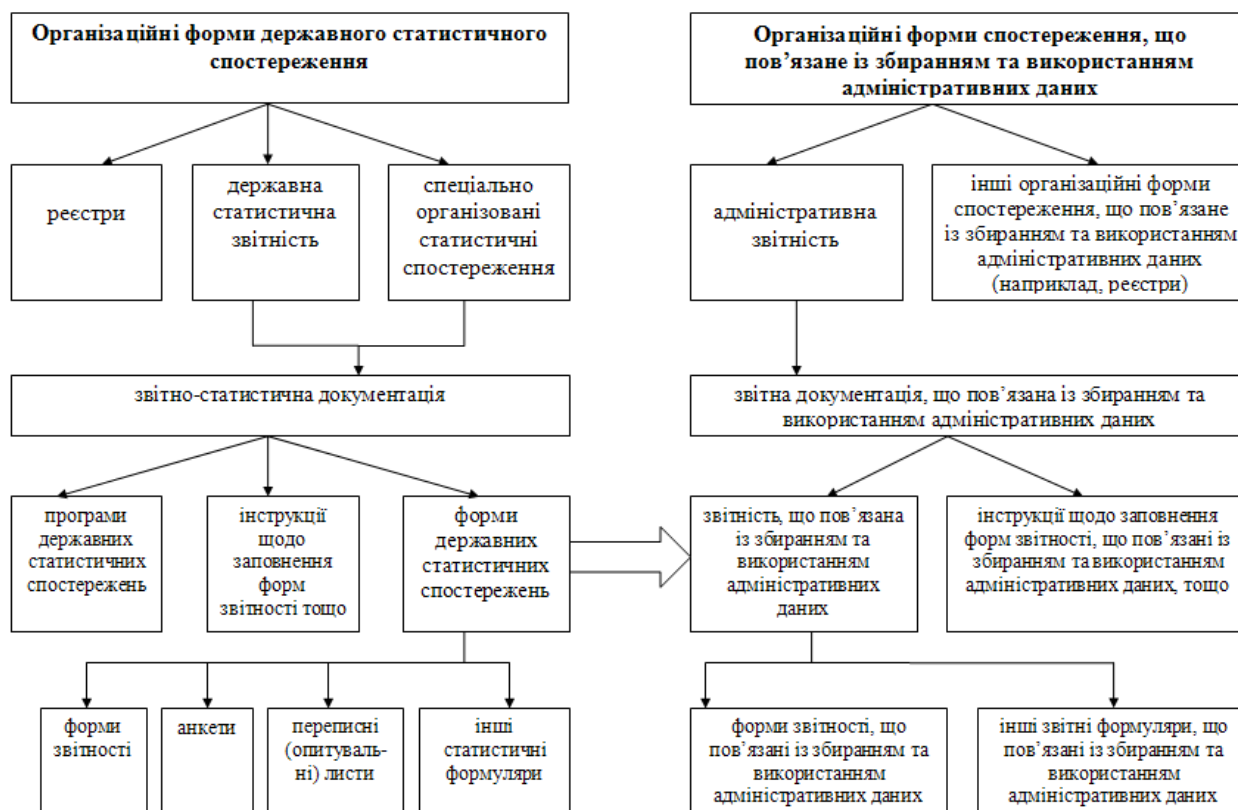 Організаційні форми державного статистичного
спостереження
Організаційні форми спостереження, що
пов’язане із збиранням та використанням
адміністративних даних
реєстри
державна
статистична
звітність
спеціально
організовані
статистичні
спостереження
адміністративна
звітність
інші організаційні форми
спостереження, що пов’язане
із збиранням та використанням
адміністративних даних
(наприклад, реєстри)
звітно-статистична документація
звітна документація, що пов’язана із збиранням та
використанням адміністративних даних
програми
державних
статистичних
спостережень
інструкції
щодо
заповнення
форм
звітності тощо
форми
державних
статистичних
спостережень
звітність, що пов’язана
із збиранням та
використанням
адміністративних
даних
інструкції щодо заповнення
форм звітності, що пов’язані із
збиранням та використанням
адміністративних даних, тощо
форми
звітності
анкети
переписні
(опитуваль-
ні) листи
інші
статистичні
формуляри
форми звітності, що
пов’язані із збиранням та
використанням
адміністративних даних
інші звітні формуляри, що
пов’язані із збиранням та
використанням
адміністративних даних